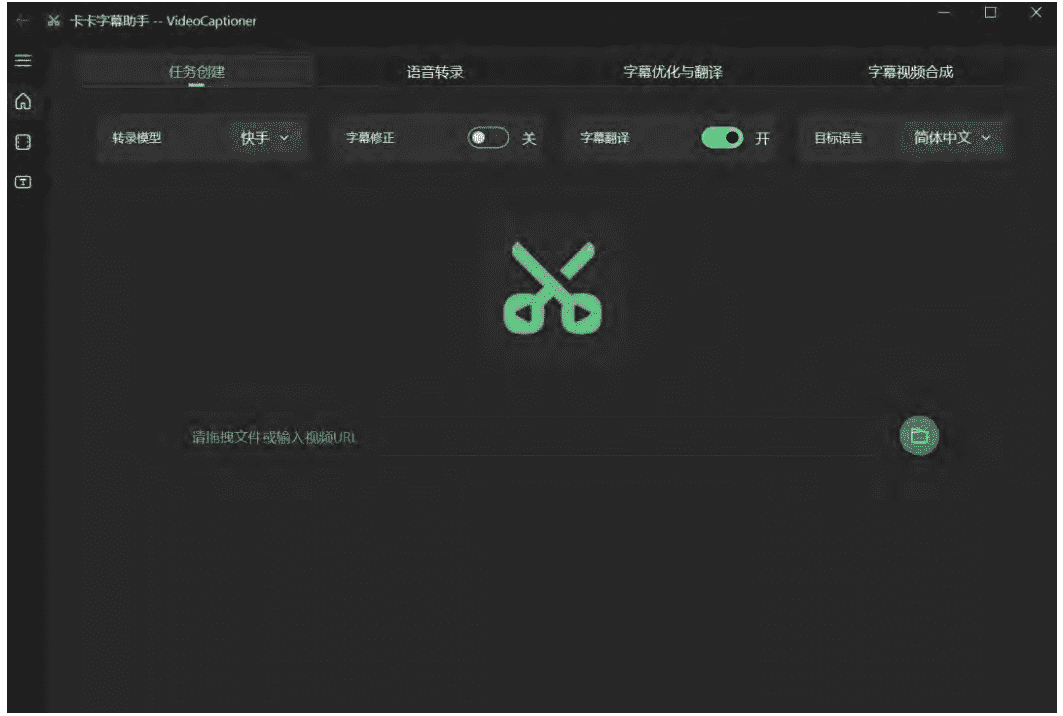 卡卡字幕助手 -- VideoCaptioner
任务创建 语音转录 字幕优化与翻译 字幕视频合成
转录模型 快手 字幕修正 关 字幕翻译 开 目标语言 简体中文
请拖拽文件或输入视频URL